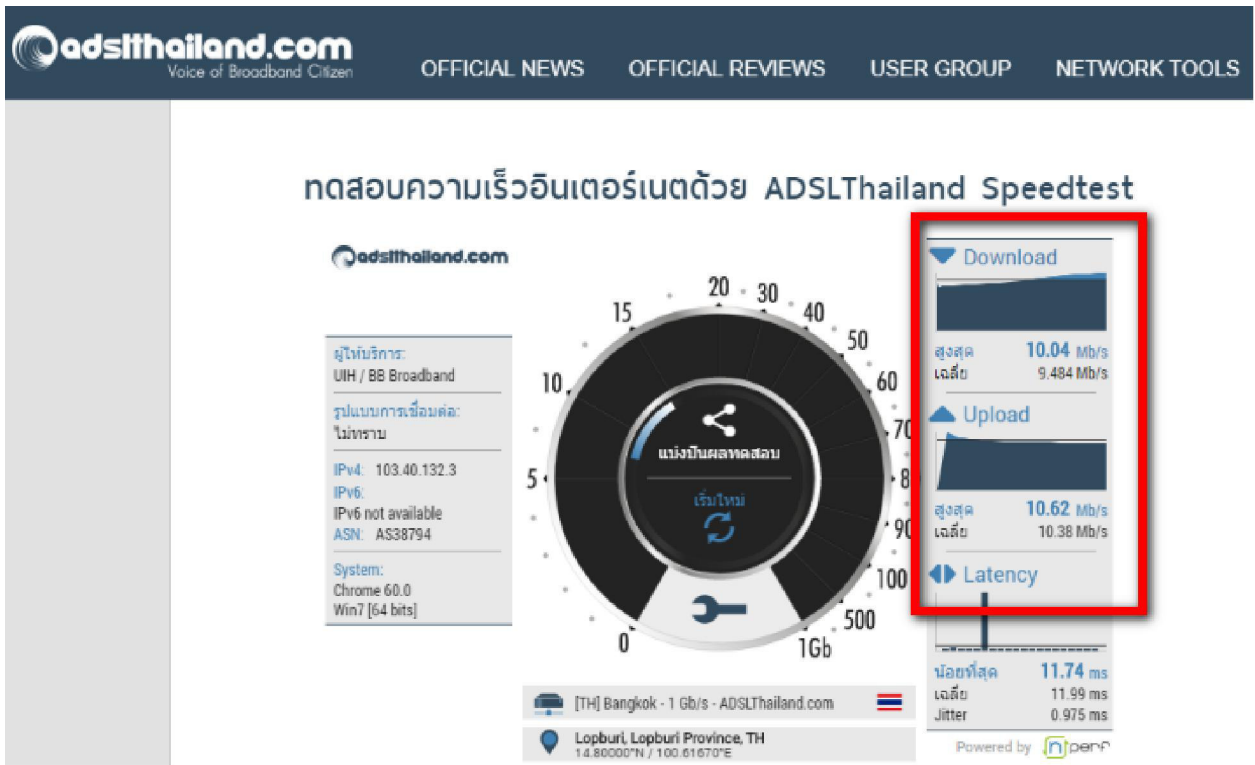 adslthailand.com
Voice of Broadband Citizen
OFFICIAL NEWS OFFICIAL REVIEWS USER GROUP NETWORK TOOLS
ทดสอบความเร็วอินเตอร์เนตด้วย ADSLThailand Speedtest
adslthailand.com
ผู้ให้บริการ:
UIH / BB Broadband
รูปแบบการเชื่อมต่อ:
ไม่ทราบ
IPv4: 103.40.132.3
IPv6:
IPv6 not available
ASN: AS38794
System:
Chrome 60.0
Win7 [64 bits]
0
5
10
15
20
30
40
50
60
70
8
90
100
500
1Gb
แบ่งปันผลทดสอบ
เริ่มใหม่
Download
สูงสุด 10.04 Mb/s
เฉลี่ย 9.484 Mb/s
Upload
สูงสุด 10.62 Mb/s
เฉลี่ย 10.38 Mb/s
Latency
น้อยที่สุด 11.74 ms
เฉลี่ย 11.99 ms
Jitter 0.975 ms
[TH] Bangkok - 1 Gb/s - ADSLThailand.com
Lopburi, Lopburi Province, TH
14.80000°N / 100.61670°E
Powered by nperf